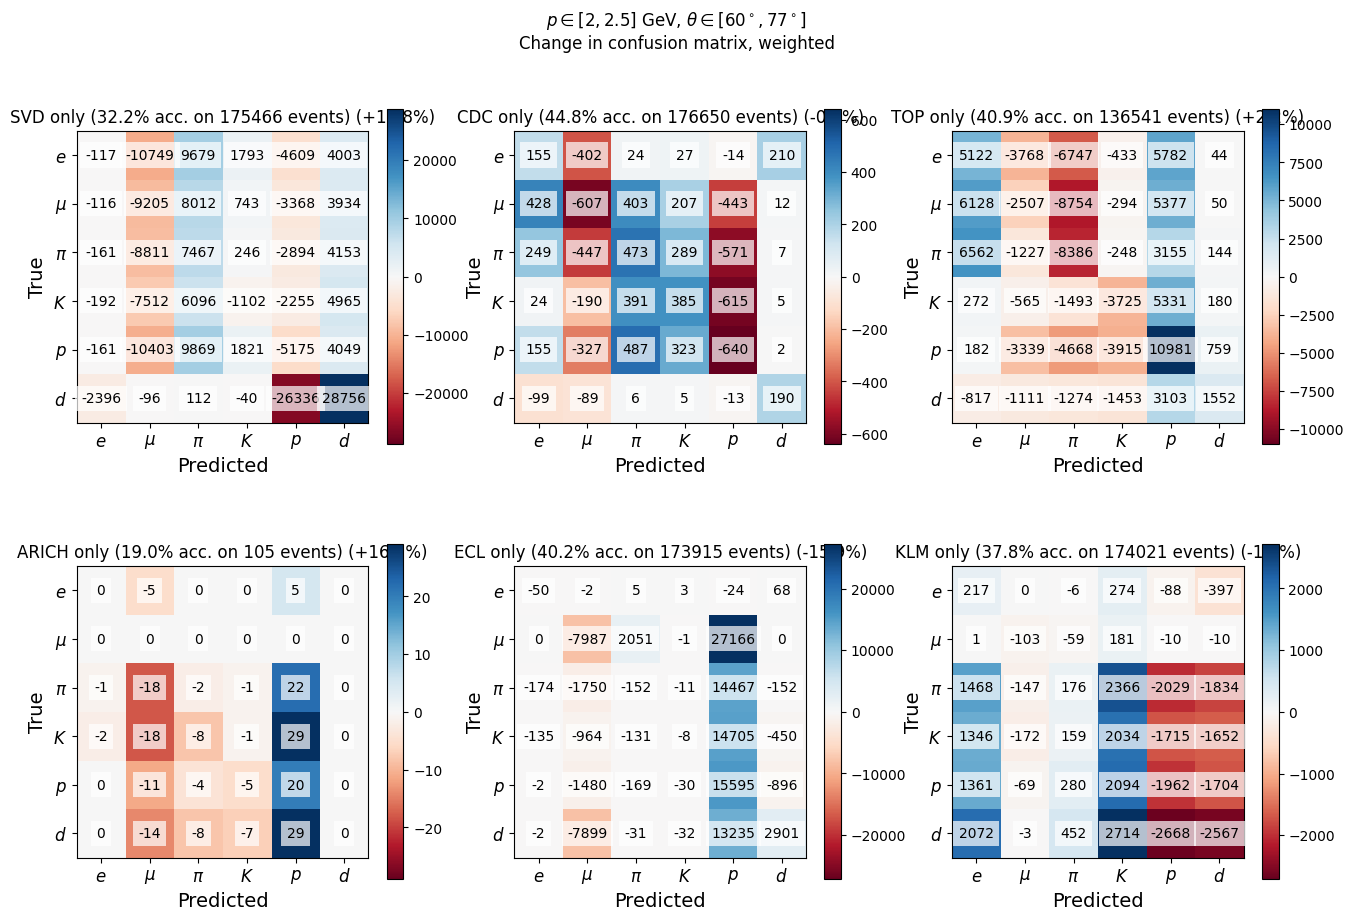 p ∈ [2, 2.5] GeV, θ ∈ [60°, 77°]
Change in confusion matrix, weighted
SVD only (32.2% acc. on 175466 events)
e -117 -10749 9679 1793 -4609 4003
μ -116 -9205 8012 743 -3368 3934
π -161 -8811 7467 246 -2894 4153
K -192 -7512 6096 -1102 -2255 4965
p -161 -10403 9869 1821 -5175 4049
d -2396 -96 112 -40 -26336 28756
e μ π K p d
True
Predicted
20000
10000
0
−10000
−20000
CDC only (44.8% acc. on 176650 events)
e 155 -402 24 27 -14 210
μ 428 -607 403 207 -443 12
π 249 -447 473 289 -571 7
K 24 -190 391 385 -615 5
p 155 -327 487 323 -640 2
d -99 -89 6 5 -13 190
e μ π K p d
True
Predicted
600
400
200
0
−200
−400
−600
TOP only (40.9% acc. on 136541 events)
e 5122 -3768 -6747 -433 5782 44
μ 6128 -2507 -8754 -294 5377 50
π 6562 -1227 -8386 -248 3155 144
K 272 -565 -1493 -3725 5331 180
p 182 -3339 -4668 -3915 10981 759
d -817 -1111 -1274 -1453 3103 1552
e μ π K p d
True
Predicted
10000
7500
5000
2500
0
−2500
−5000
−7500
−10000
ARICH only (19.0% acc. on 105 events)
e 0 -5 0 0 5 0
μ 0 0 0 0 0 0
π -1 -18 -2 -1 22 0
K -2 -18 -8 -1 29 0
p 0 -11 -4 -5 20 0
d 0 -14 -8 -7 29 0
e μ π K p d
True
Predicted
20
10
0
−10
−20
ECL only (40.2% acc. on 173915 events)
e -50 -2 5 3 -24 68
μ 0 -7987 2051 -1 27166 0
π -174 -1750 -152 -11 14467 -152
K -135 -964 -131 -8 14705 -450
p -2 -1480 -169 -30 15595 -896
d -2 -7899 -31 -32 13235 2901
e μ π K p d
True
Predicted
20000
10000
0
−10000
−20000
KLM only (37.8% acc. on 174021 events)
e 217 0 -6 274 -88 -397
μ 1 -103 -59 181 -10 -10
π 1468 -147 176 2366 -2029 -1834
K 1346 -172 159 2034 -1715 -1652
p 1361 -69 280 2094 -1962 -1704
d 2072 -3 452 2714 -2668 -2567
e μ π K p d
True
Predicted
2000
1000
0
−1000
−2000